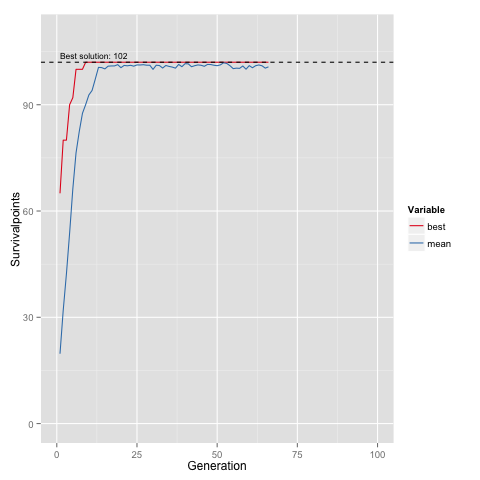 Best solution: 102
90
60
30
0
Survivalpoints
0 25 50 75 100
Generation
Variable
best
mean